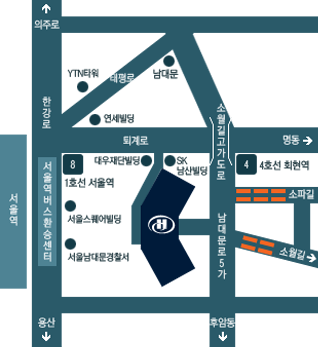 의주로
YTN타워
남대문
태평로
한강로
연세빌딩
소월길고가도로
퇴계로
명동
8
대우재단빌딩
SK
남산빌딩
4
4호선 회현역
1호선 서울역
서울역버스환승센터
소파길
서울역
서울스퀘어빌딩
남대문로5가
H
소월길
서울남대문경찰서
용산
후암동